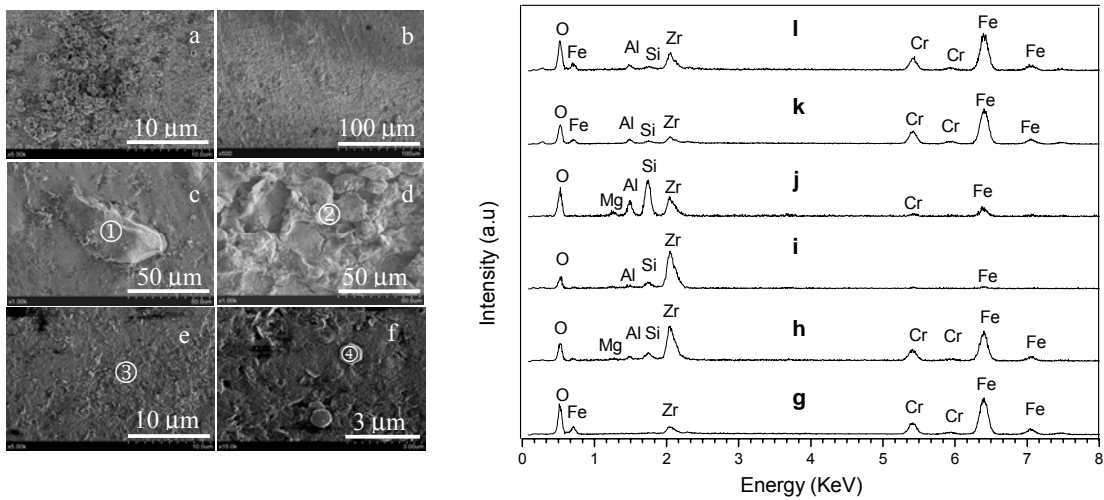 a
b
10 μm
100 μm
c
d
①
②
50 μm
50 μm
e
f
③
④
10 μm
3 μm
Intensity (a.u)
O
Fe
Al
Si
Zr
l
Cr
Cr
Fe
Fe
O
Fe
Al
Si
Zr
k
Cr
Cr
Fe
Fe
O
Mg
Al
Si
Zr
j
Cr
Fe
O
Al
Si
Zr
i
Fe
O
Mg
Al
Si
Zr
h
Cr
Cr
Fe
Fe
O
Fe
Zr
g
Cr
Cr
Fe
Fe
0 1 2 3 4 5 6 7 8
Energy (KeV)